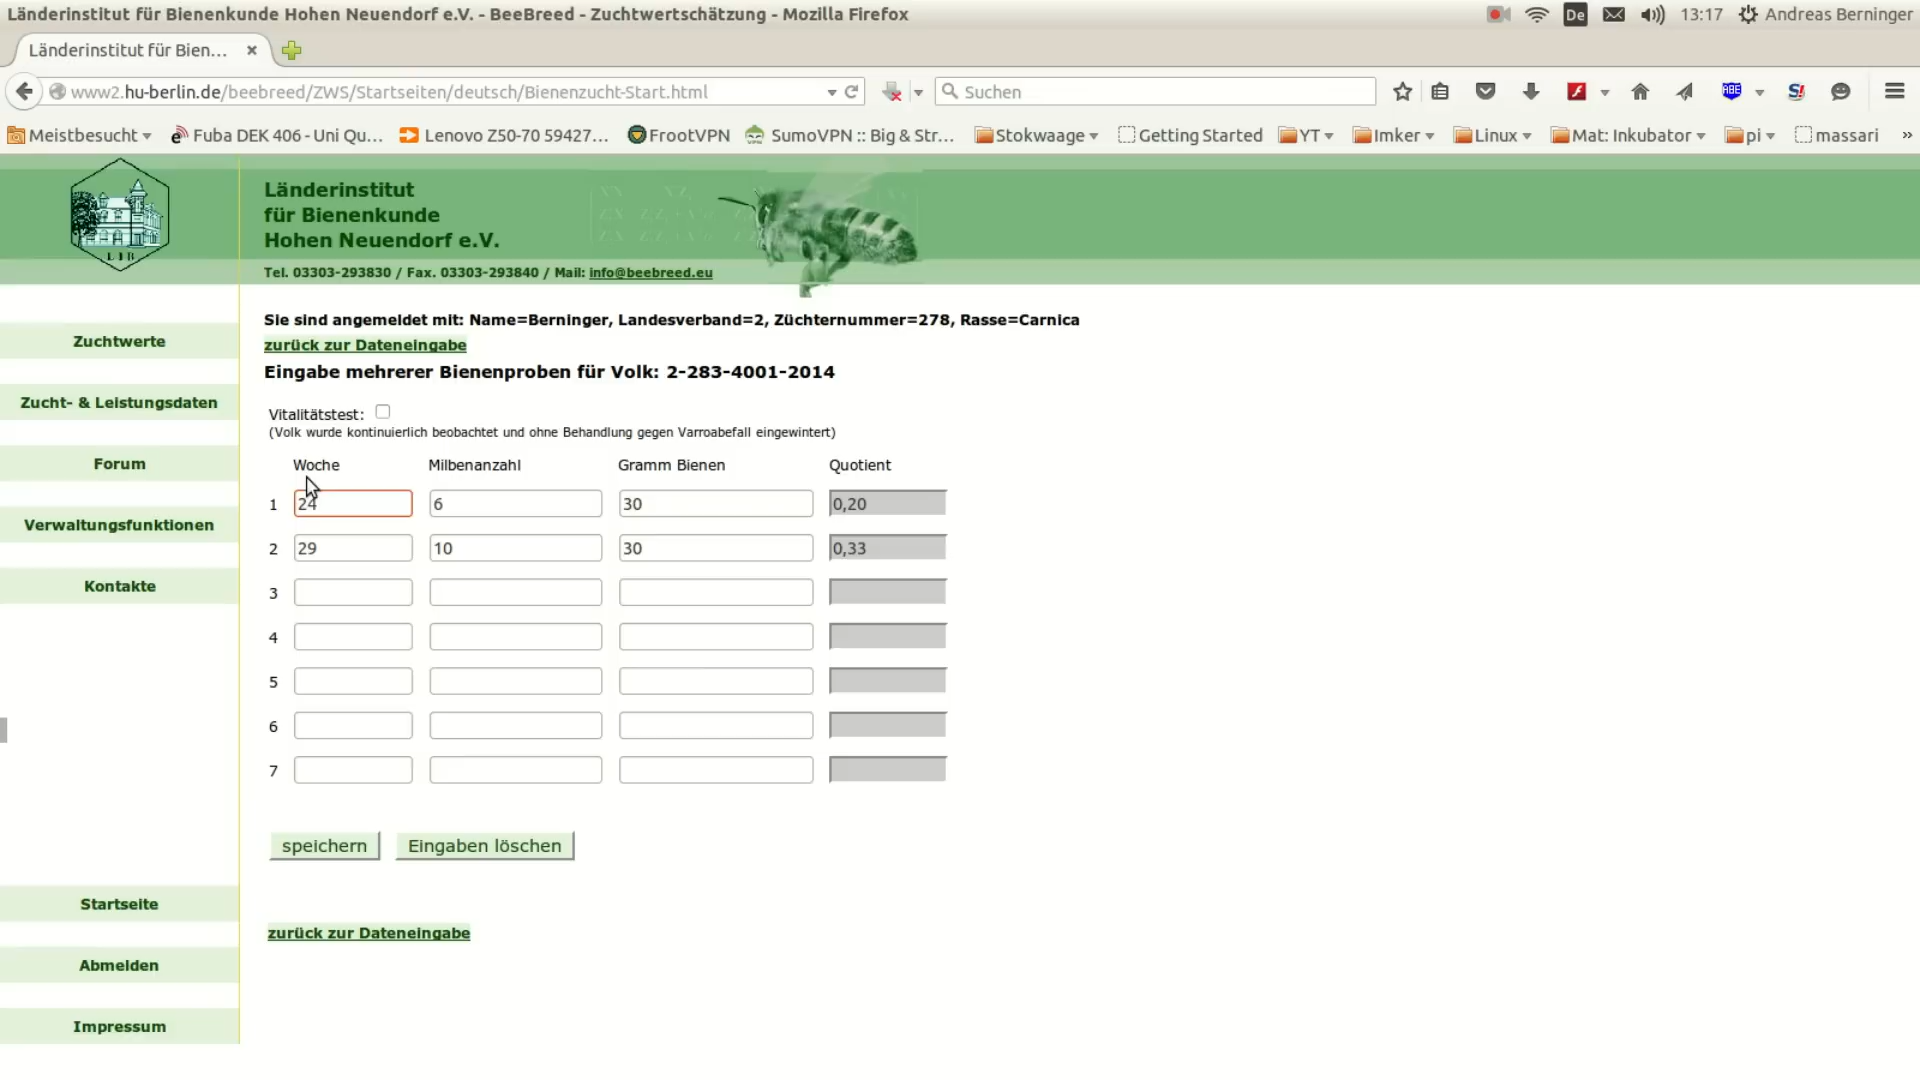 Länderinstitut für Bienenkunde Hohen Neuendorf e.V. - BeeBreed - Zuchtwertschätzung - Mozilla Firefox
De 13:17 Andreas Berninger
Länderinstitut für Bien...
www2.hu-berlin.de/beebreed/ZWS/Startseiten/deutsch/Bienenzucht-Start.html
Suchen
ABE
S!
Meistbesucht
Fuba DEK 406 - Uni Qu...
Lenovo Z50-70 59427...
FrootVPN
SumoVPN :: Big & Str...
Stokwaage
Getting Started
YT
Imker
Linux
Mat: Inkubator
pi
massari
»
LIB
Länderinstitut
für Bienenkunde
Hohen Neuendorf e.V.
Tel. 03303-293830 / Fax. 03303-293840 / Mail: info@beebreed.eu
Zuchtwerte
Zucht- & Leistungsdaten
Forum
Verwaltungsfunktionen
Kontakte
Startseite
Abmelden
Impressum
Sie sind angemeldet mit: Name=Berninger, Landesverband=2, Züchternummer=278, Rasse=Carnica
zurück zur Dateneingabe
Eingabe mehrerer Bienenproben für Volk: 2-283-4001-2014
Vitalitätstest:
(Volk wurde kontinuierlich beobachtet und ohne Behandlung gegen Varroabefall eingewintert)
Woche Milbenanzahl Gramm Bienen Quotient
1 24 6 30 0,20
2 29 10 30 0,33
3
4
5
6
7
speichern Eingaben löschen
zurück zur Dateneingabe